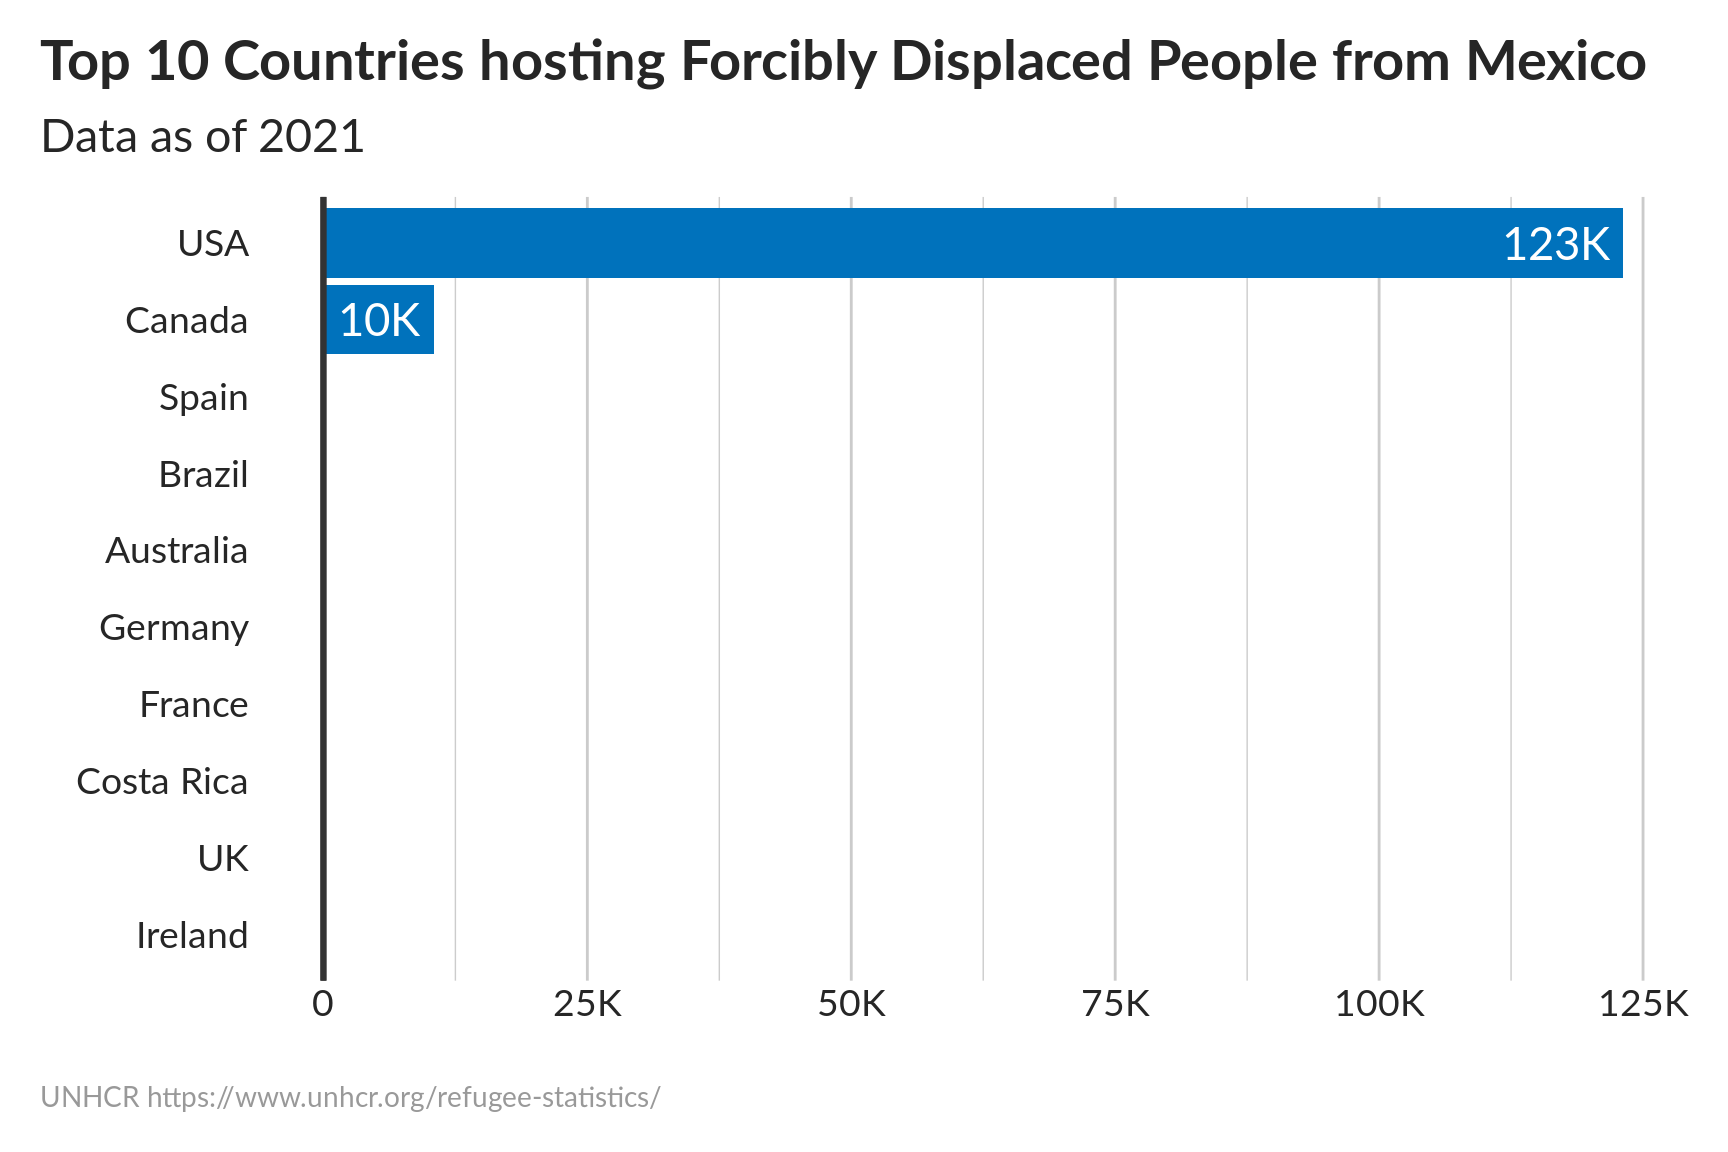 Top 10 Countries hosting Forcibly Displaced People from Mexico
Data as of 2021
USA 123K
Canada 10K
Spain
Brazil
Australia
Germany
France
Costa Rica
UK
Ireland
0 25K 50K 75K 100K 125K
UNHCR https://www.unhcr.org/refugee-statistics/